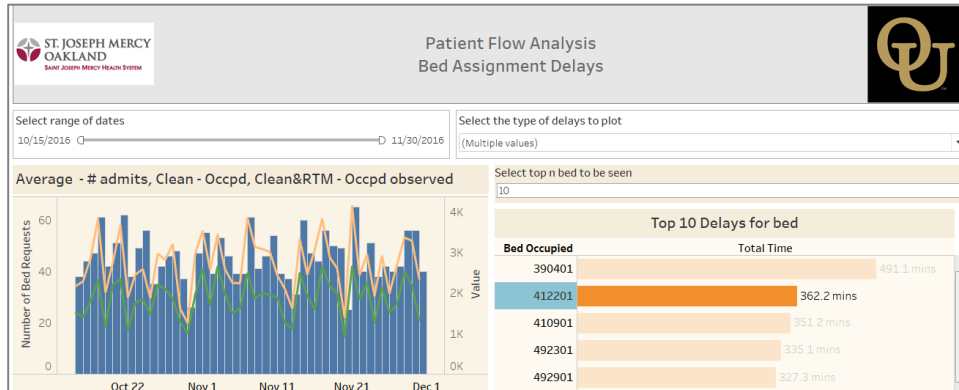 ST. JOSEPH MERCY
OAKLAND
SAINT JOSEPH MERCY HEALTH SYSTEM
Patient Flow Analysis
Bed Assignment Delays
OU
Select range of dates
10/15/2016
11/30/2016
Select the type of delays to plot
(Multiple values)
Average - # admits, Clean - Occpd, Clean&RTM - Occpd observed
Number of Bed Requests
60
40
20
0
4K
3K
2K
1K
0K
Value
Oct 22
Nov 1
Nov 11
Nov 21
Dec 1
Select top n bed to be seen
10
Top 10 Delays for bed
Bed Occupied Total Time
390401 491.1 mins
412201 362.2 mins
410901 351.2 mins
492301 335.1 mins
492901 327.3 mins